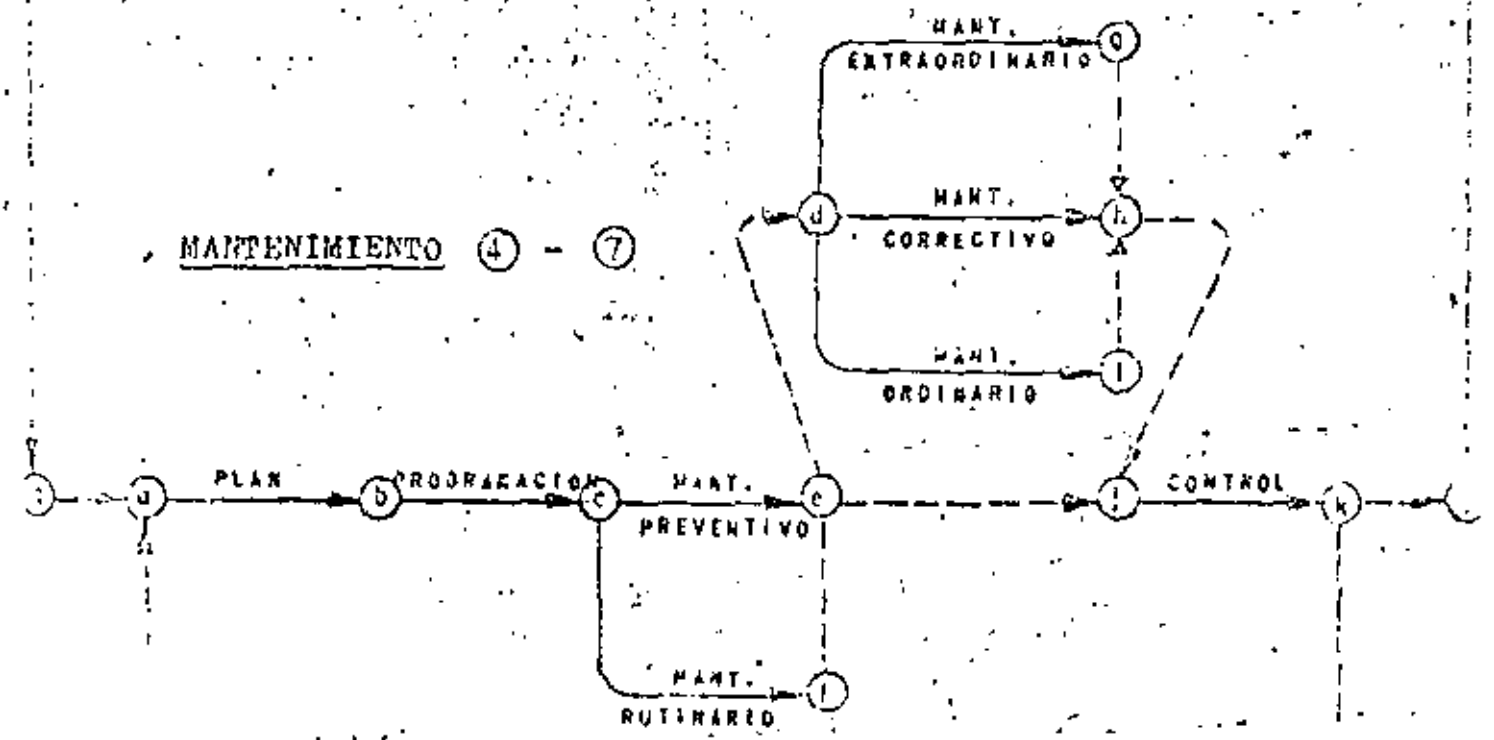 MANT.
EXTRAORDINARIO
g
d
MANT.
CORRECTIVO
h
MANTENIMIENTO 4 - 7
MANT.
ORDINARIO
a
PLAN
b
PROGRAMACION
c
MANT.
PREVENTIVO
e
j
CONTROL
k
MANT.
RUTINARIO
f